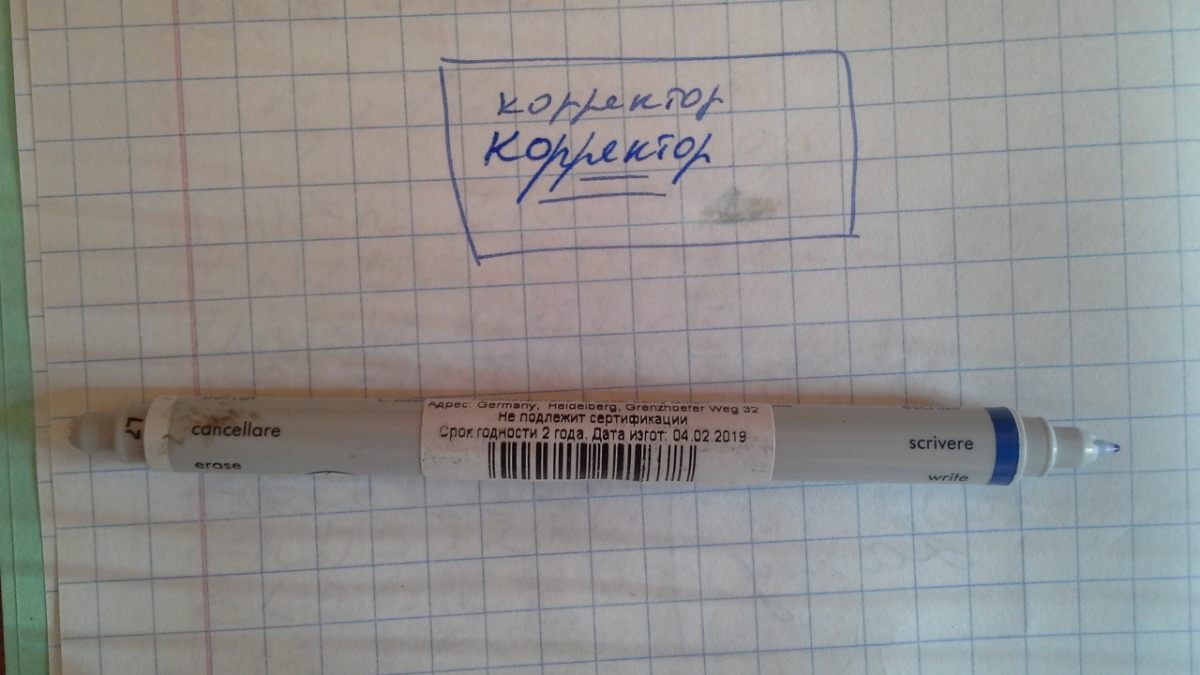 корректор
Корректор
cancellare
erase
Адрес: Germany, Heidelberg, Grenzhoefer Weg 32
Не подлежит сертификации
Срок годности 2 года. Дата изгот: 04.02.2019
scrivere
write
L7